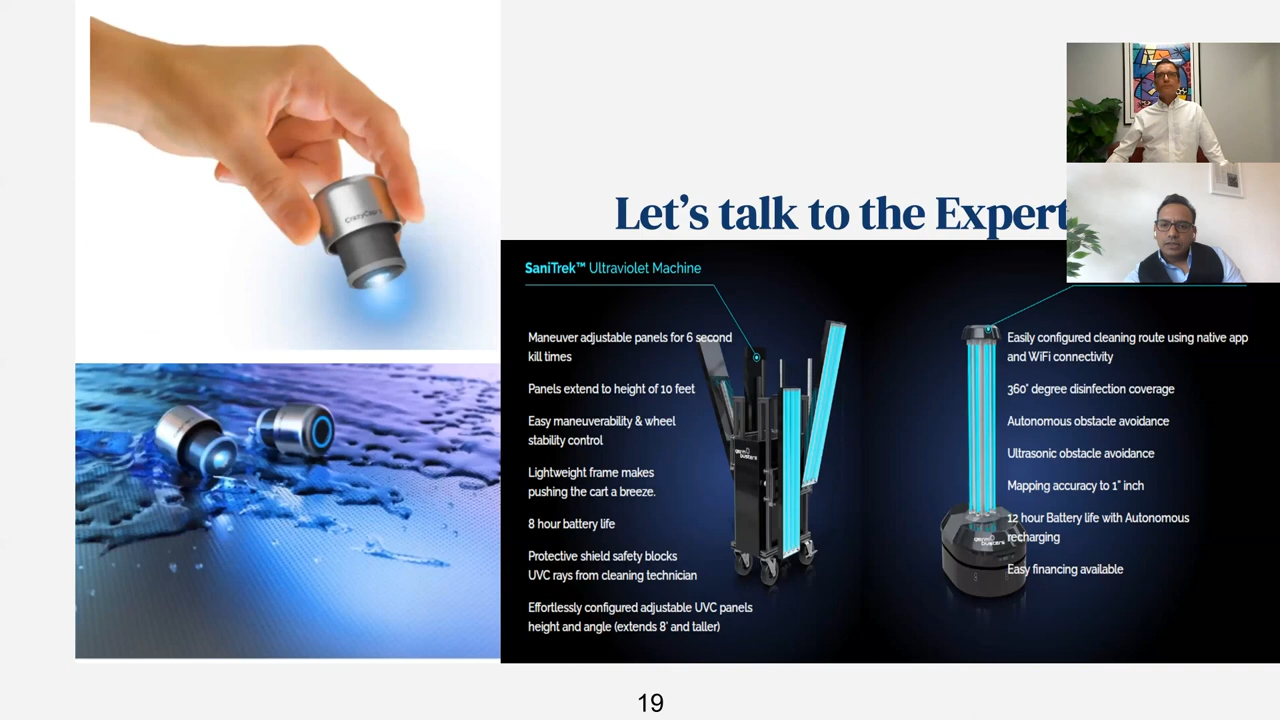 Let's talk to the Expert
CrazyCap
SaniTrek™ Ultraviolet Machine
Maneuver adjustable panels for 6 second
kill times
Panels extend to height of 10 feet
Easy maneuverability & wheel
stability control
Lightweight frame makes
pushing the cart a breeze.
8 hour battery life
Protective shield safety blocks
UVC rays from cleaning technician
Effortlessly configured adjustable UVC panels
height and angle (extends 8' and taller)
germ
busters
Easily configured cleaning route using native app
and WiFi connectivity
360° degree disinfection coverage
Autonomous obstacle avoidance
Ultrasonic obstacle avoidance
Mapping accuracy to 1" inch
12 hour Battery life with Autonomous
recharging
Easy financing available
germ
busters
19